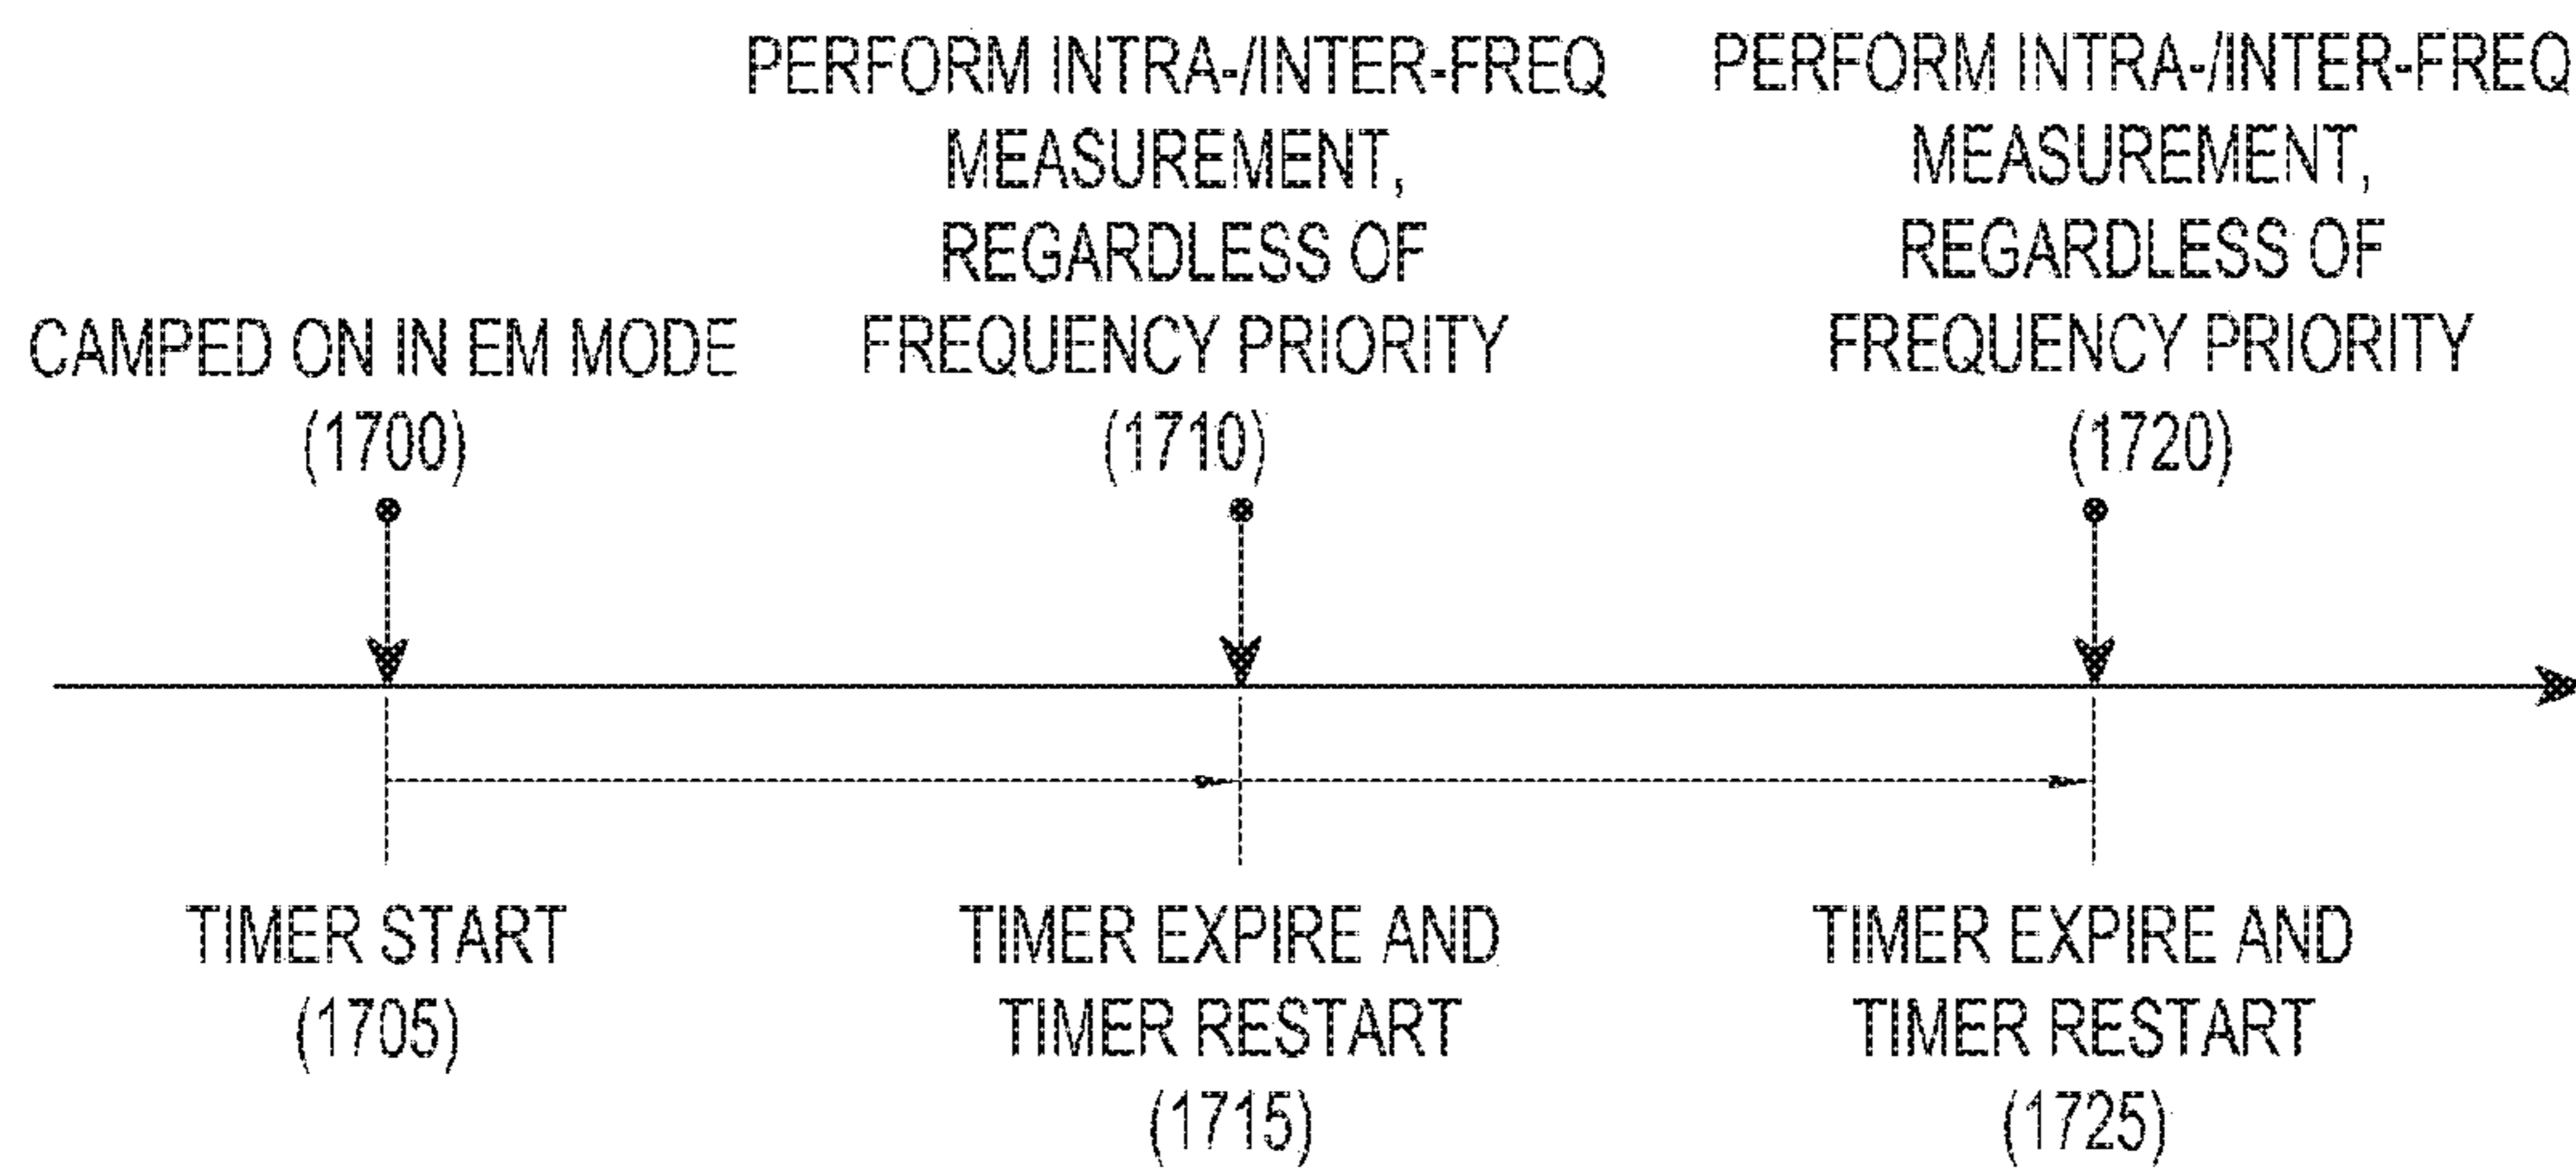 CAMPED ON IN EM MODE
(1700)
PERFORM INTRA-/INTER-FREQ
MEASUREMENT,
REGARDLESS OF
FREQUENCY PRIORITY
(1710)
PERFORM INTRA-/INTER-FREQ
MEASUREMENT,
REGARDLESS OF
FREQUENCY PRIORITY
(1720)
TIMER START
(1705)
TIMER EXPIRE AND
TIMER RESTART
(1715)
TIMER EXPIRE AND
TIMER RESTART
(1725)